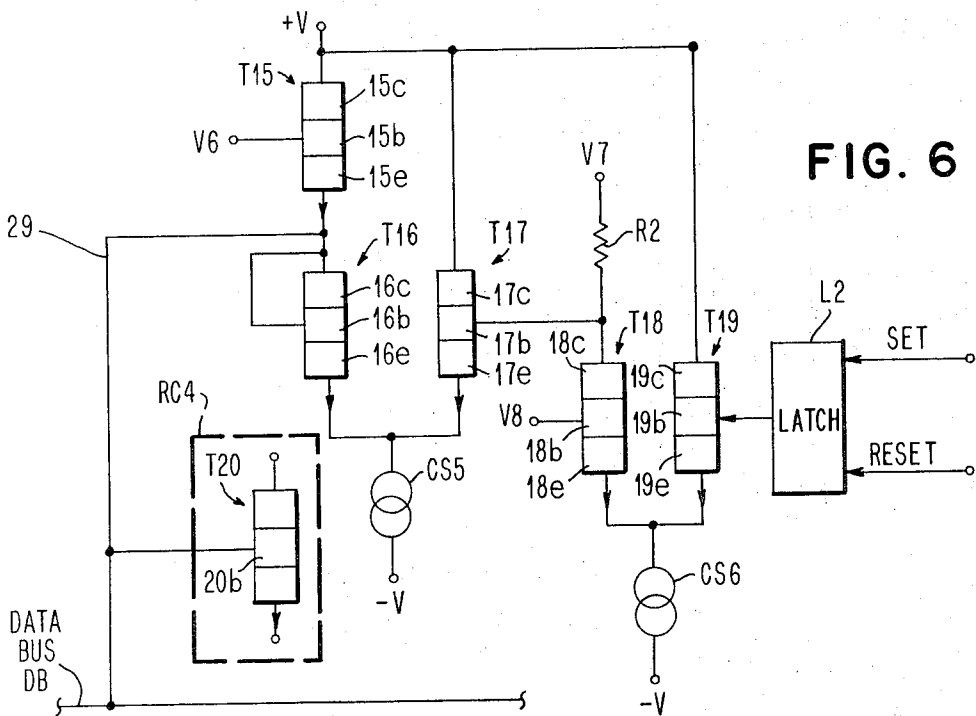 +V
T15
15c
V6
15b
15e
FIG. 6
V7
29
T16
T17
R2
16c
17c
L2
16b
17b
T18
T19
SET
16e
17e
18c
19c
RC4
V8
18b
19b
LATCH
T20
CS5
18e
19e
RESET
20b
-V
CS6
DATA
BUS
DB
-V